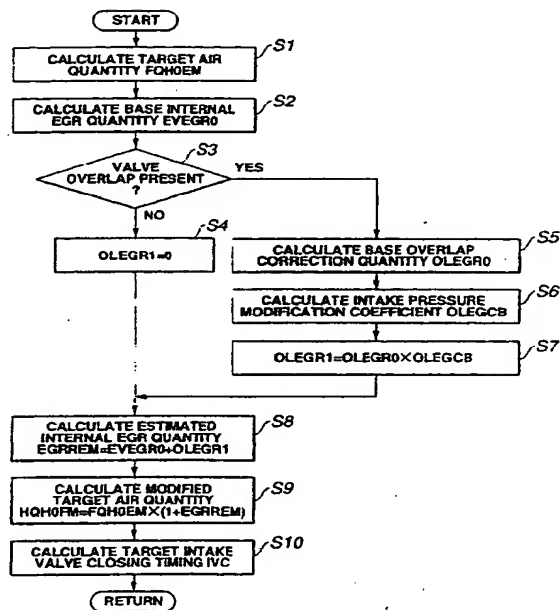 START
S1
CALCULATE TARGET AIR
QUANTITY FQH0EM
S2
CALCULATE BASE INTERNAL
EGR QUANTITY EVEGR0
S3
VALVE
OVERLAP PRESENT
?
YES
NO
S4
OLEGR1=0
S5
CALCULATE BASE OVERLAP
CORRECTION QUANTITY OLEGR0
S6
CALCULATE INTAKE PRESSURE
MODIFICATION COEFFICIENT OLEGCB
S7
OLEGR1=OLEGR0×OLEGCB
S8
CALCULATE ESTIMATED
INTERNAL EGR QUANTITY
EGRREM=EVEGR0+OLEGR1
S9
CALCULATE MODIFIED
TARGET AIR QUANTITY
HQH0FM=FQH0EM×(1+EGRREM)
S10
CALCULATE TARGET INTAKE
VALVE CLOSING TIMING IVC
RETURN